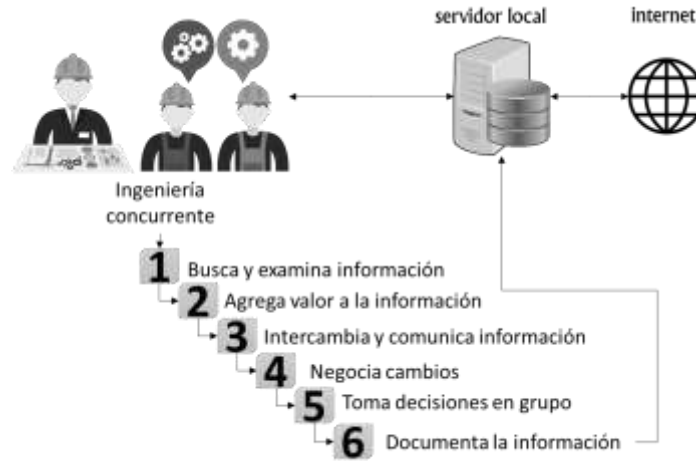 servidor local
internet
Ingeniería
concurrente
1 Busca y examina información
2 Agrega valor a la información
3 Intercambia y comunica información
4 Negocia cambios
5 Toma decisiones en grupo
6 Documenta la información